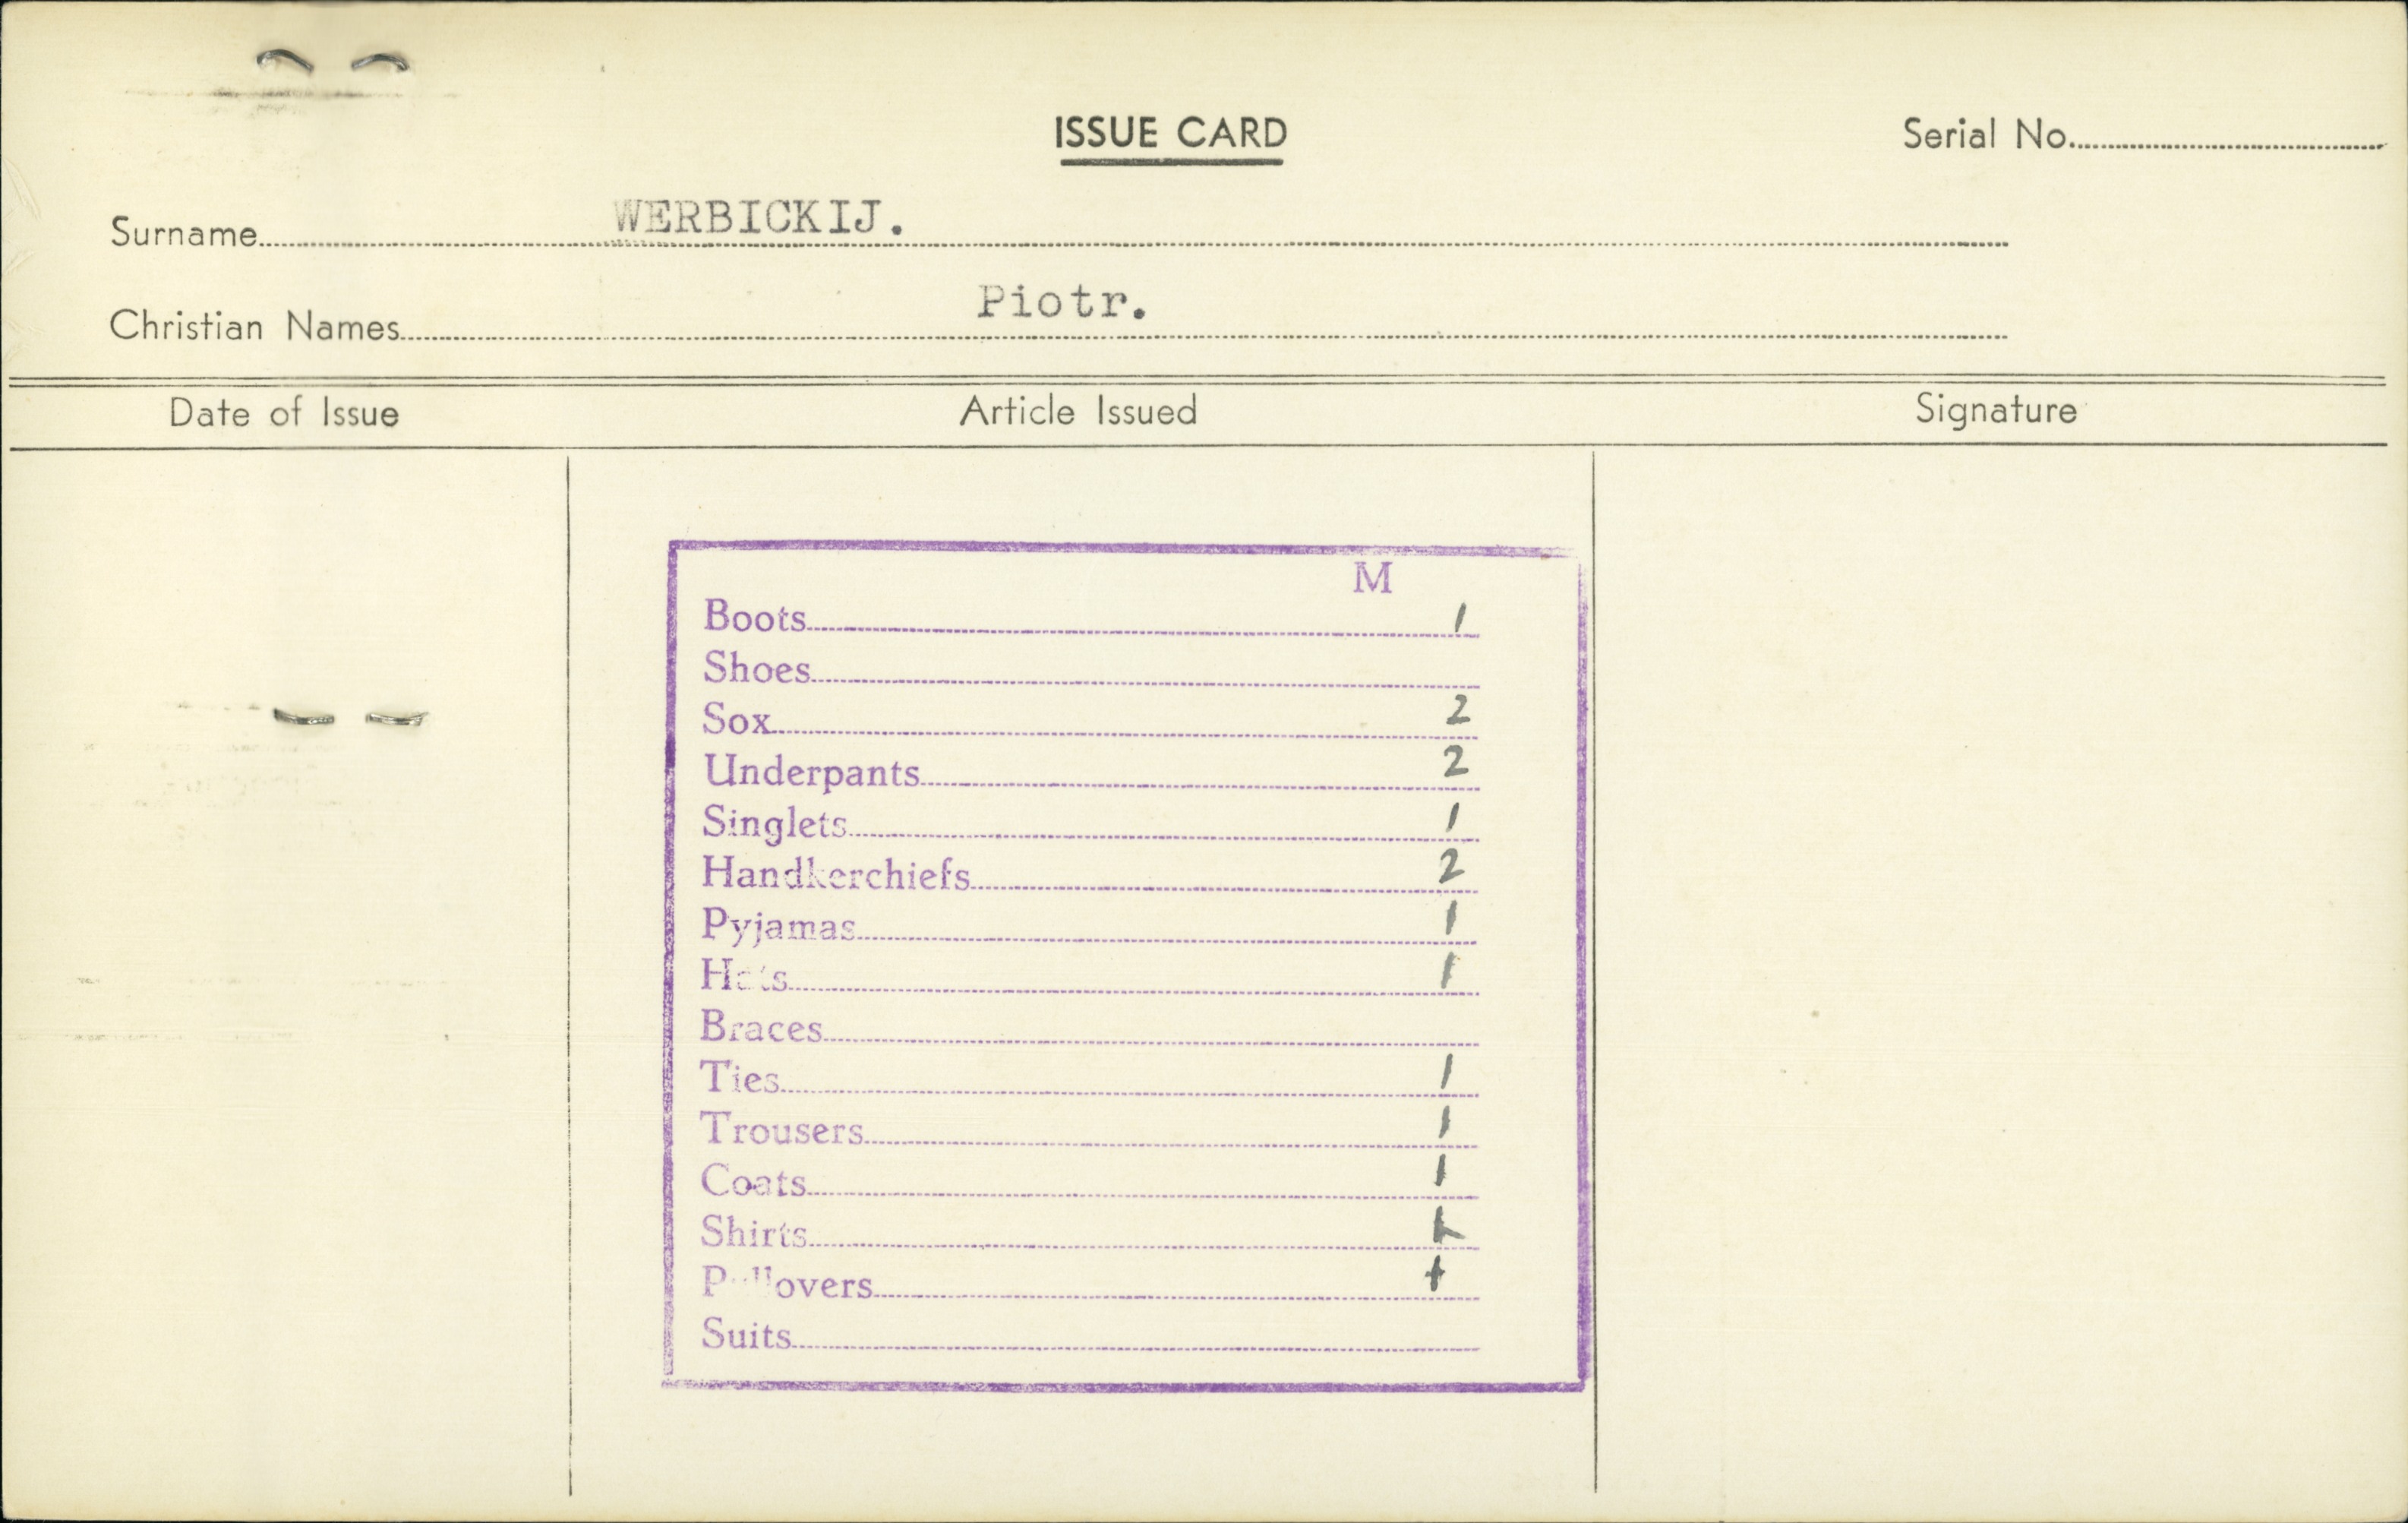 ISSUE CARD
Serial No.
Surname WERBICKIJ.
Christian Names Piotr.
Date of Issue Article Issued Signature
M
Boots 1
Shoes
Sox 2
Underpants 2
Singlets 1
Handkerchiefs 2
Pyjamas 1
Hats 1
Braces
Ties 1
Trousers 1
Coats 1
Shirts
Pullovers
Suits